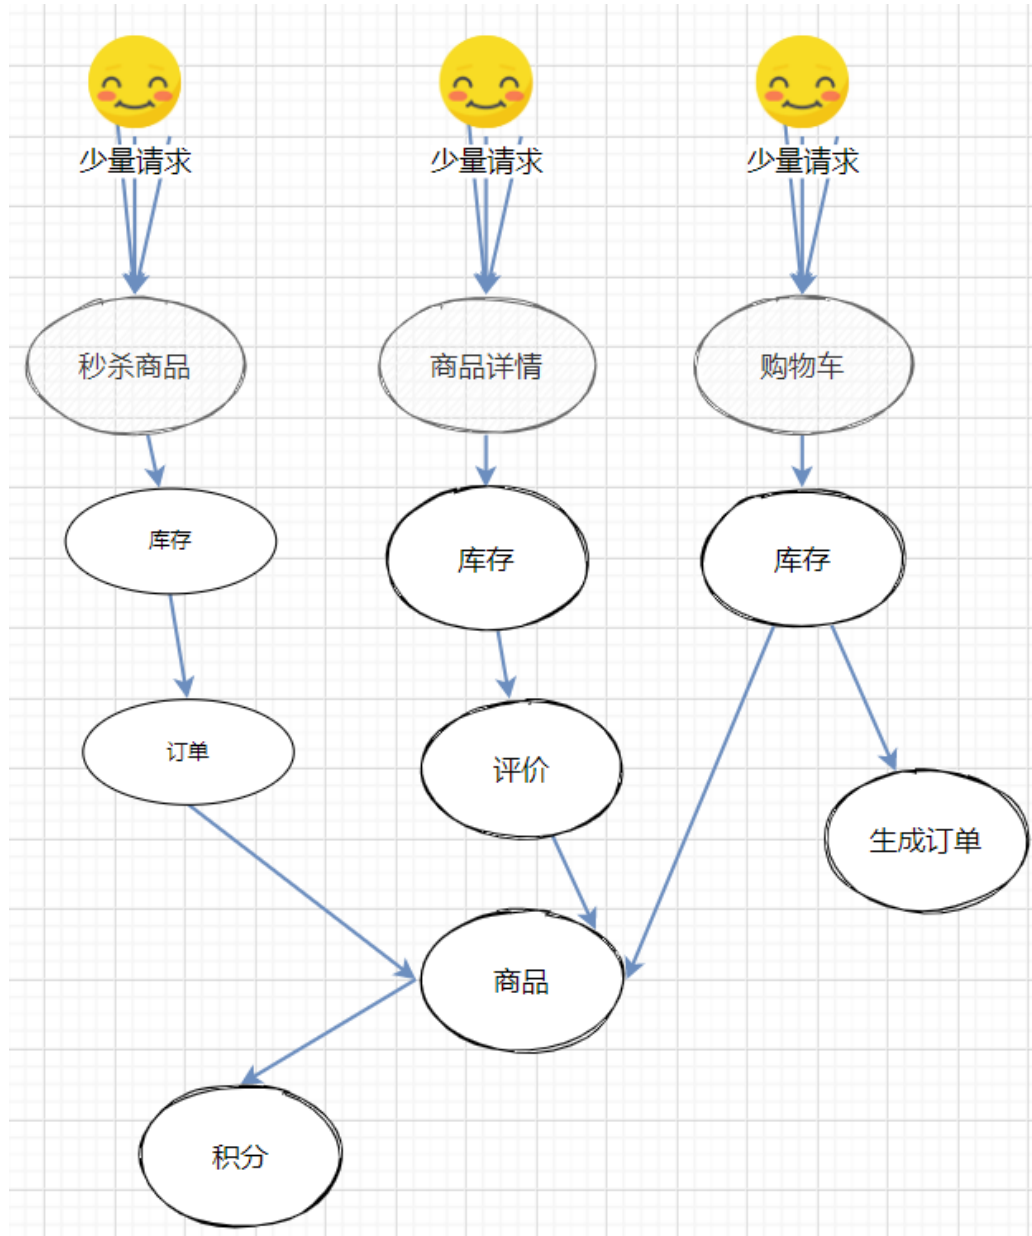 少量请求
少量请求
少量请求
秒杀商品
商品详情
购物车
库存
库存
库存
订单
评价
生成订单
商品
积分